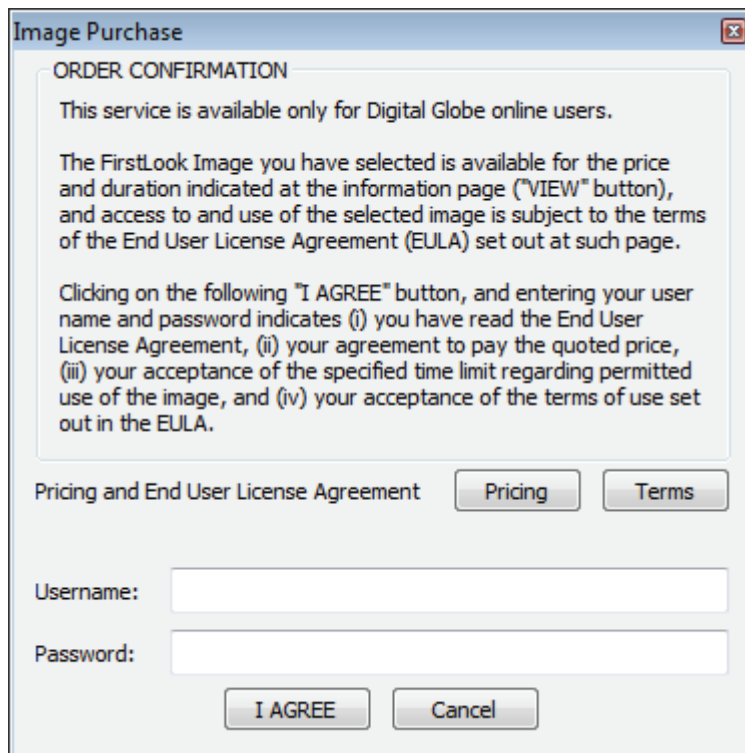 Image Purchase
ORDER CONFIRMATION
This service is available only for Digital Globe online users.
The FirstLook Image you have selected is available for the price
and duration indicated at the information page ("VIEW" button),
and access to and use of the selected image is subject to the terms
of the End User License Agreement (EULA) set out at such page.
Clicking on the following "I AGREE" button, and entering your user
name and password indicates (i) you have read the End User
License Agreement, (ii) your agreement to pay the quoted price,
(iii) your acceptance of the specified time limit regarding permitted
use of the image, and (iv) your acceptance of the terms of use set
out in the EULA.
Pricing and End User License Agreement Pricing Terms
Username:
Password:
I AGREE Cancel